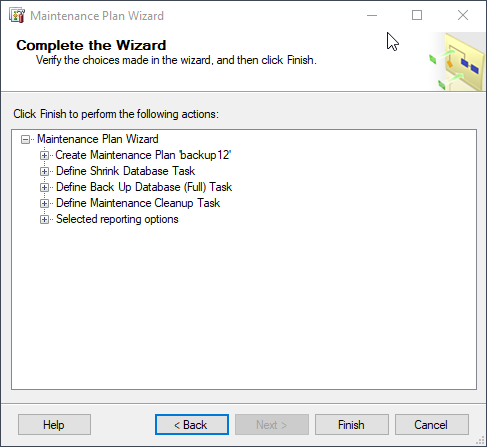 Maintenance Plan Wizard
Complete the Wizard
Verify the choices made in the wizard, and then click Finish.
Click Finish to perform the following actions:
Maintenance Plan Wizard
Create Maintenance Plan 'backup12'
Define Shrink Database Task
Define Back Up Database (Full) Task
Define Maintenance Cleanup Task
Selected reporting options
Help
< Back
Next >
Finish
Cancel